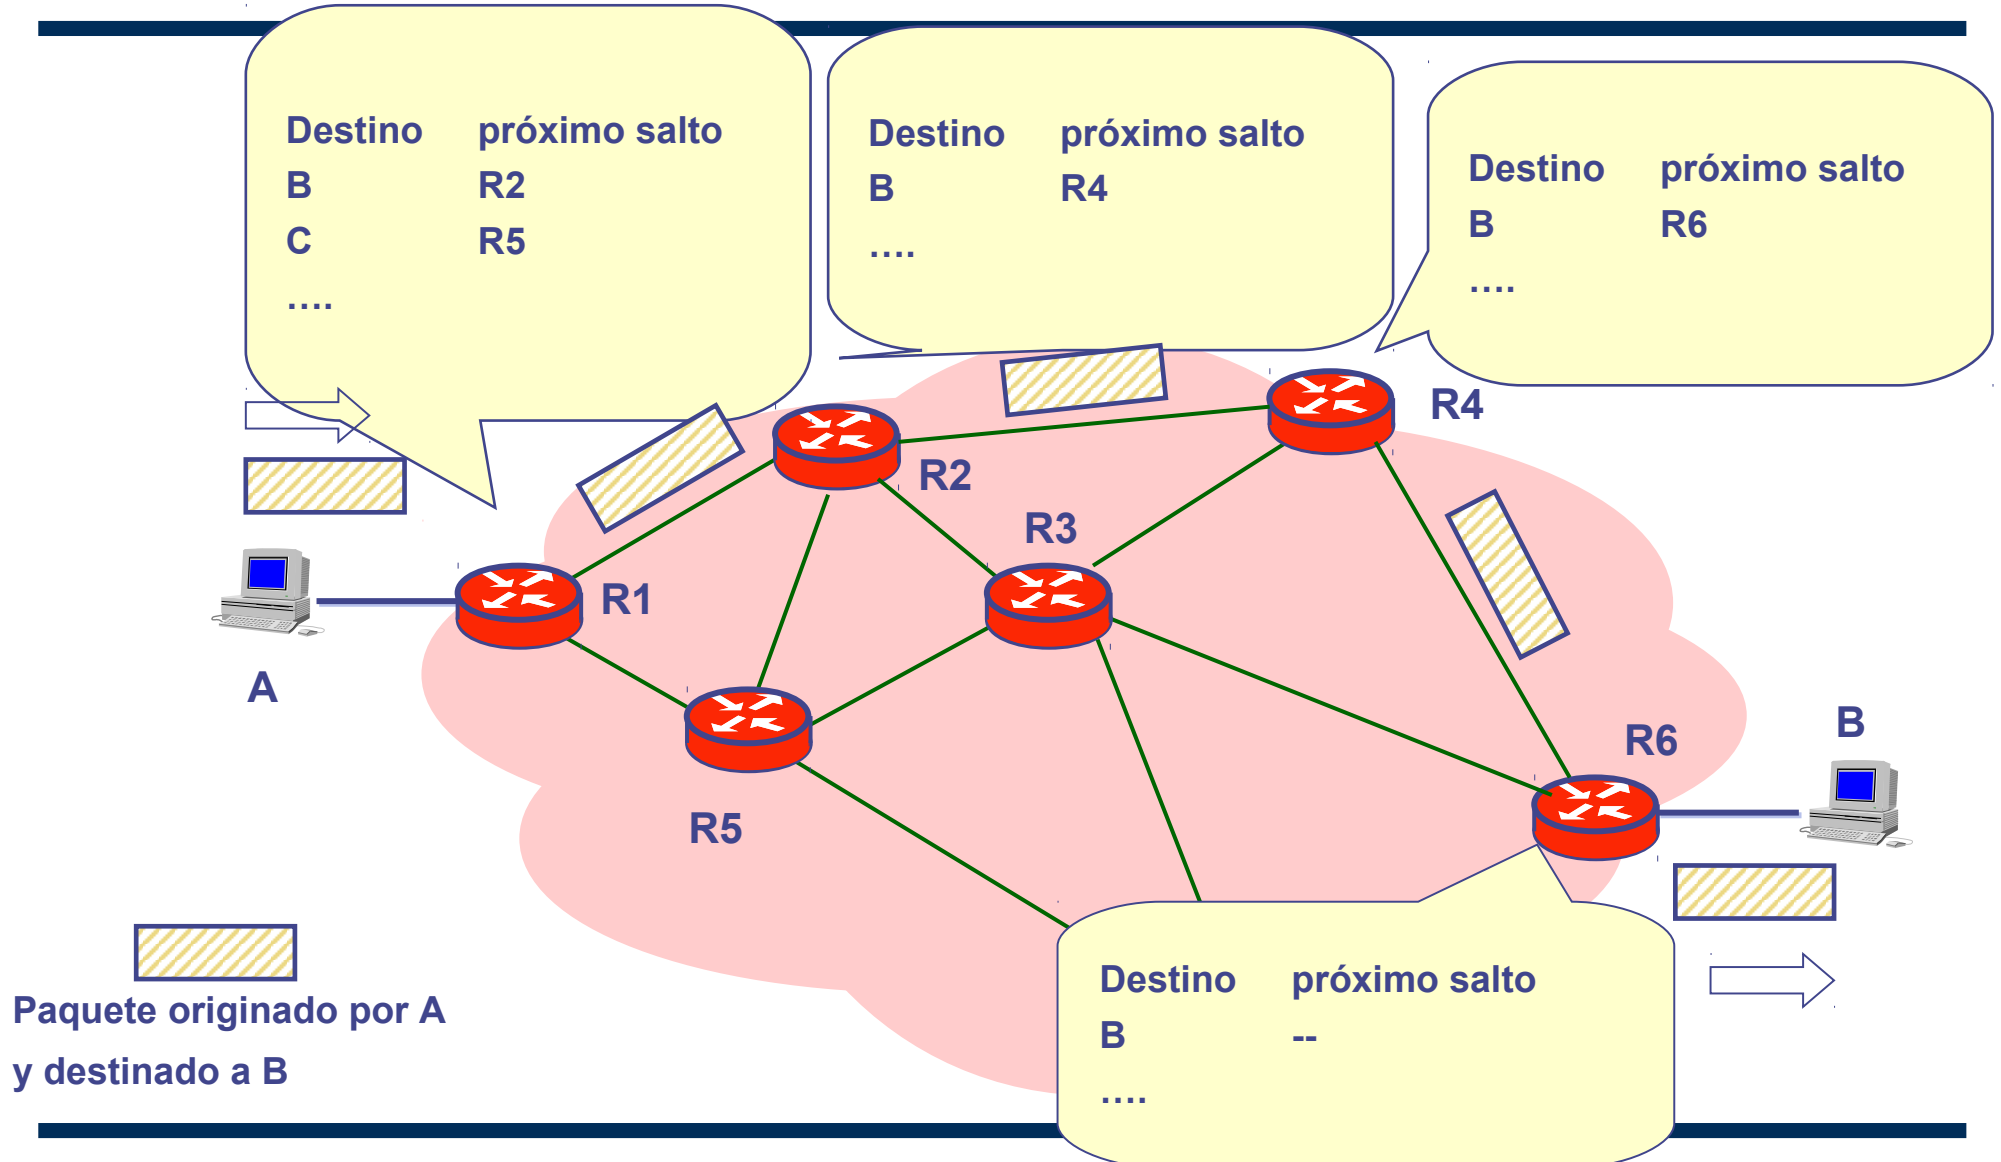 Destino próximo salto
B R2
C R5
….
Destino próximo salto
B R4
….
Destino próximo salto
B R6
….
R4
R2
R3
R1
A
B
R6
R5
Destino próximo salto
B --
….
Paquete originado por A
y destinado a B